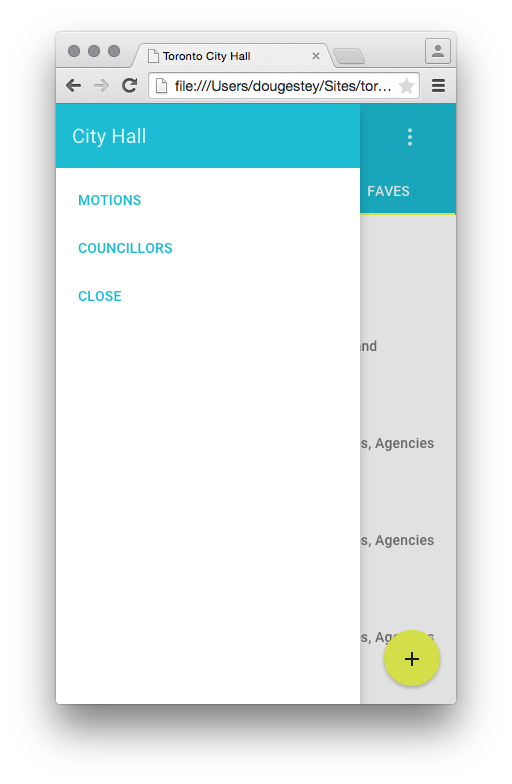 Toronto City Hall
file:///Users/dougestey/Sites/tor...
City Hall
FAVES
MOTIONS
COUNCILLORS
CLOSE
nd
s, Agencies
s, Agencies
s, Ag